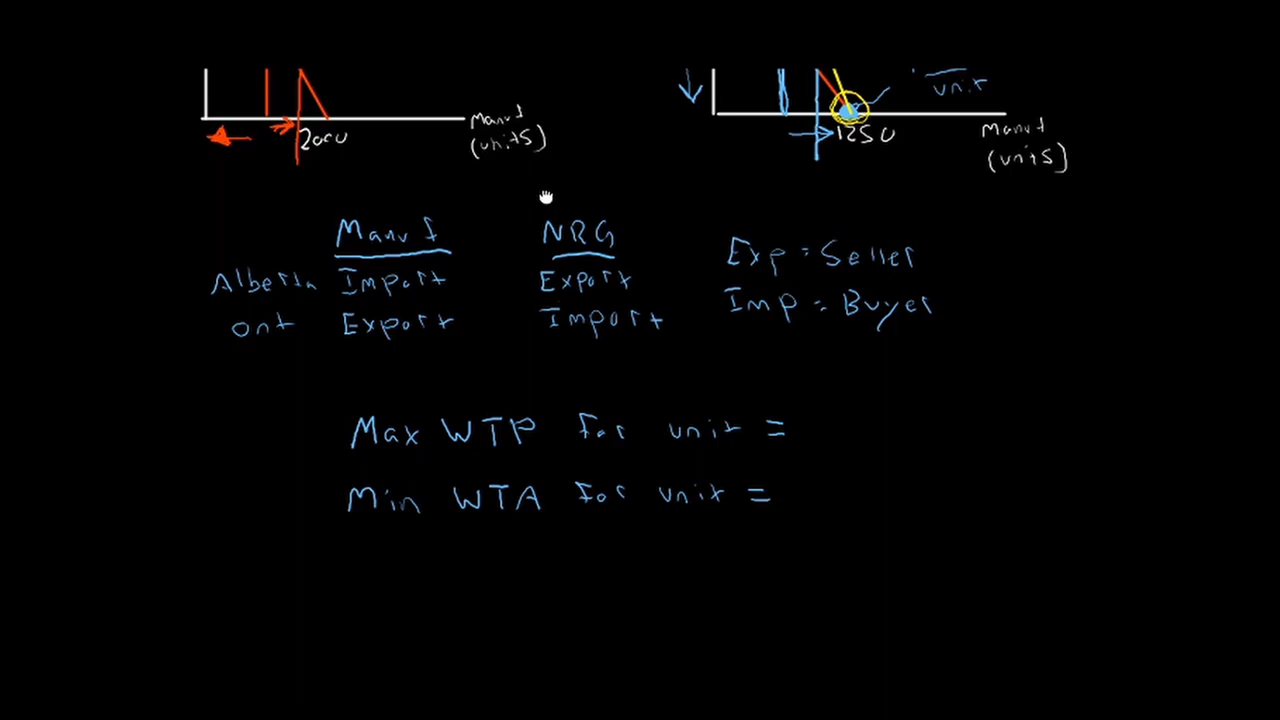 unit
2000
Manuf
(units)
1250
Manuf
(units)
Manuf NRG
Alberta Import Export
Ont Export Import
Exp = Seller
Imp = Buyer
Max WTP for unit =
Min WTA for unit =